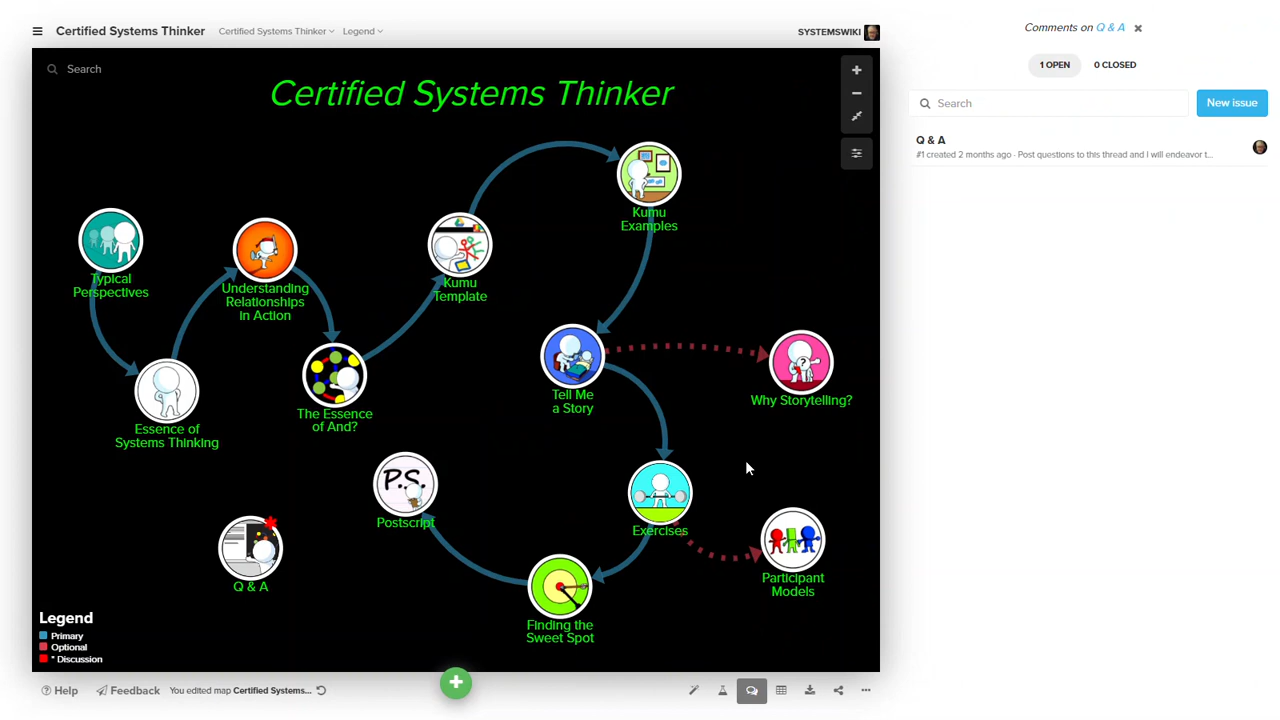 Certified Systems Thinker
Certified Systems Thinker
Legend
SYSTEMSWIKI
Comments on Q & A
1 OPEN
0 CLOSED
Search
New issue
Q & A
#1 created 2 months ago · Post questions to this thread and I will endeavor t...
Search
Certified Systems Thinker
Kumu
Examples
Typical
Perspectives
Understanding
Relationships
In Action
Kumu
Template
Tell Me
a Story
?
Why Storytelling?
The Essence
of And?
Essence of
Systems Thinking
P.S.
Postscript
Exercises
Participant
Models
Q & A
Finding the
Sweet Spot
Legend
Primary
Optional
* Discussion
Help
Feedback
You edited map Certified Systems...